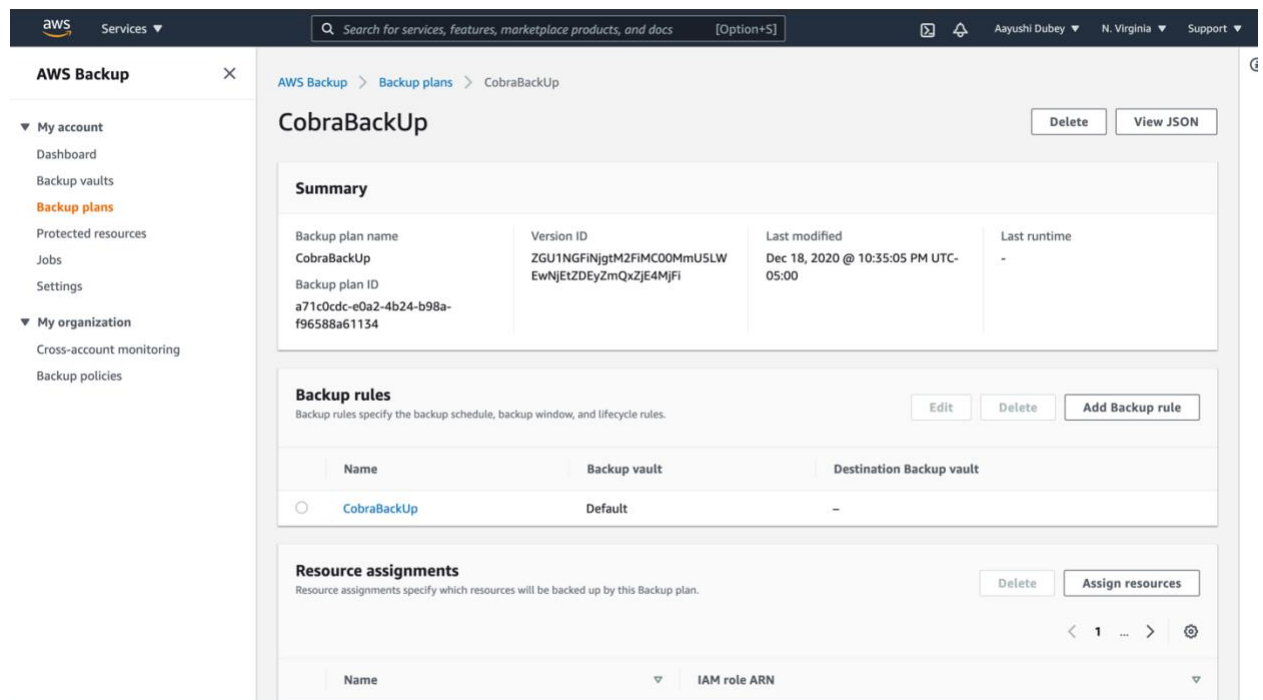 aws
Services ▼
Search for services, features, marketplace products, and docs [Option+S]
Aayushi Dubey ▼
N. Virginia ▼
Support ▼
AWS Backup
My account
Dashboard
Backup vaults
Backup plans
Protected resources
Jobs
Settings
My organization
Cross-account monitoring
Backup policies
AWS Backup > Backup plans > CobraBackUp
CobraBackUp
Delete
View JSON
Summary
Backup plan name
CobraBackUp
Backup plan ID
a71c0cdc-e0a2-4b24-b98a-
f96588a61134
Version ID
ZGU1NGFiNjgtM2FiMC00MmU5LW
EwNjEtZDEyZmQxZjE4MjFi
Last modified
Dec 18, 2020 @ 10:35:05 PM UTC-
05:00
Last runtime
-
Backup rules
Backup rules specify the backup schedule, backup window, and lifecycle rules.
Edit
Delete
Add Backup rule
Name Backup vault Destination Backup vault
CobraBackUp Default –
Resource assignments
Resource assignments specify which resources will be backed up by this Backup plan.
Delete
Assign resources
< 1 ... >
Name IAM role ARN